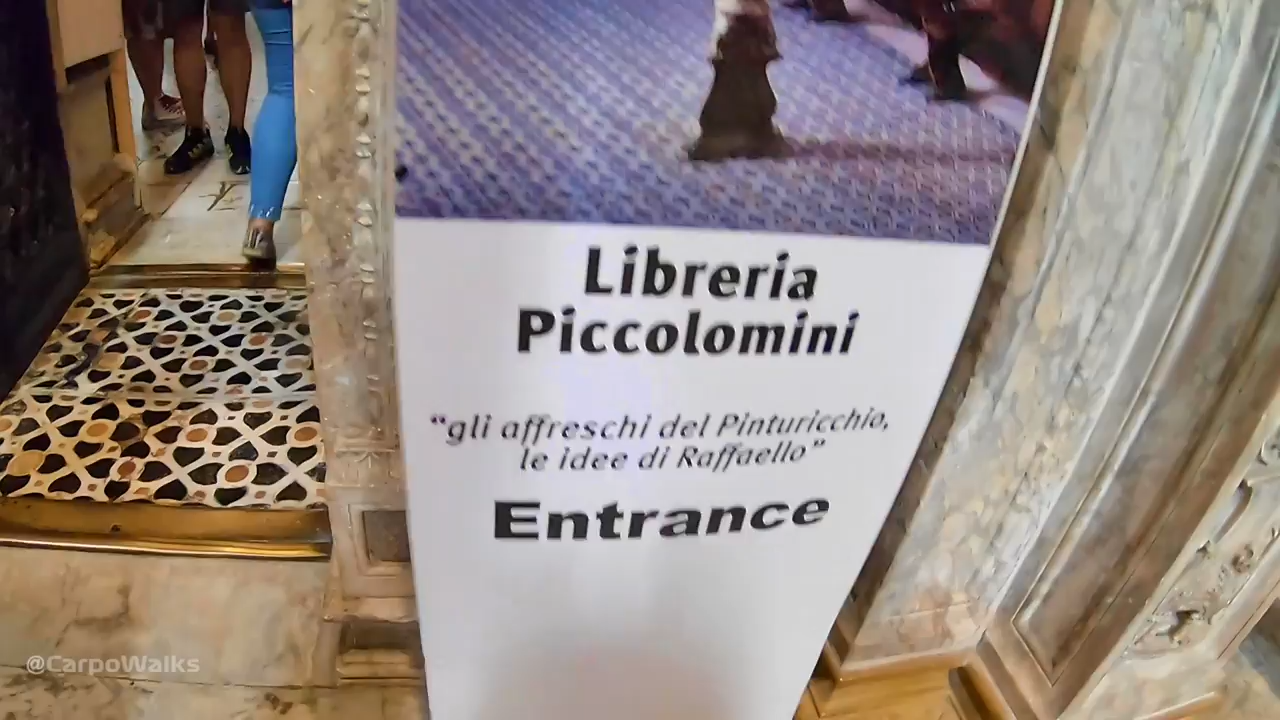 Libreria
Piccolomini
"gli affreschi del Pinturicchio,
le idee di Raffaello"
Entrance
@CarpoWalks